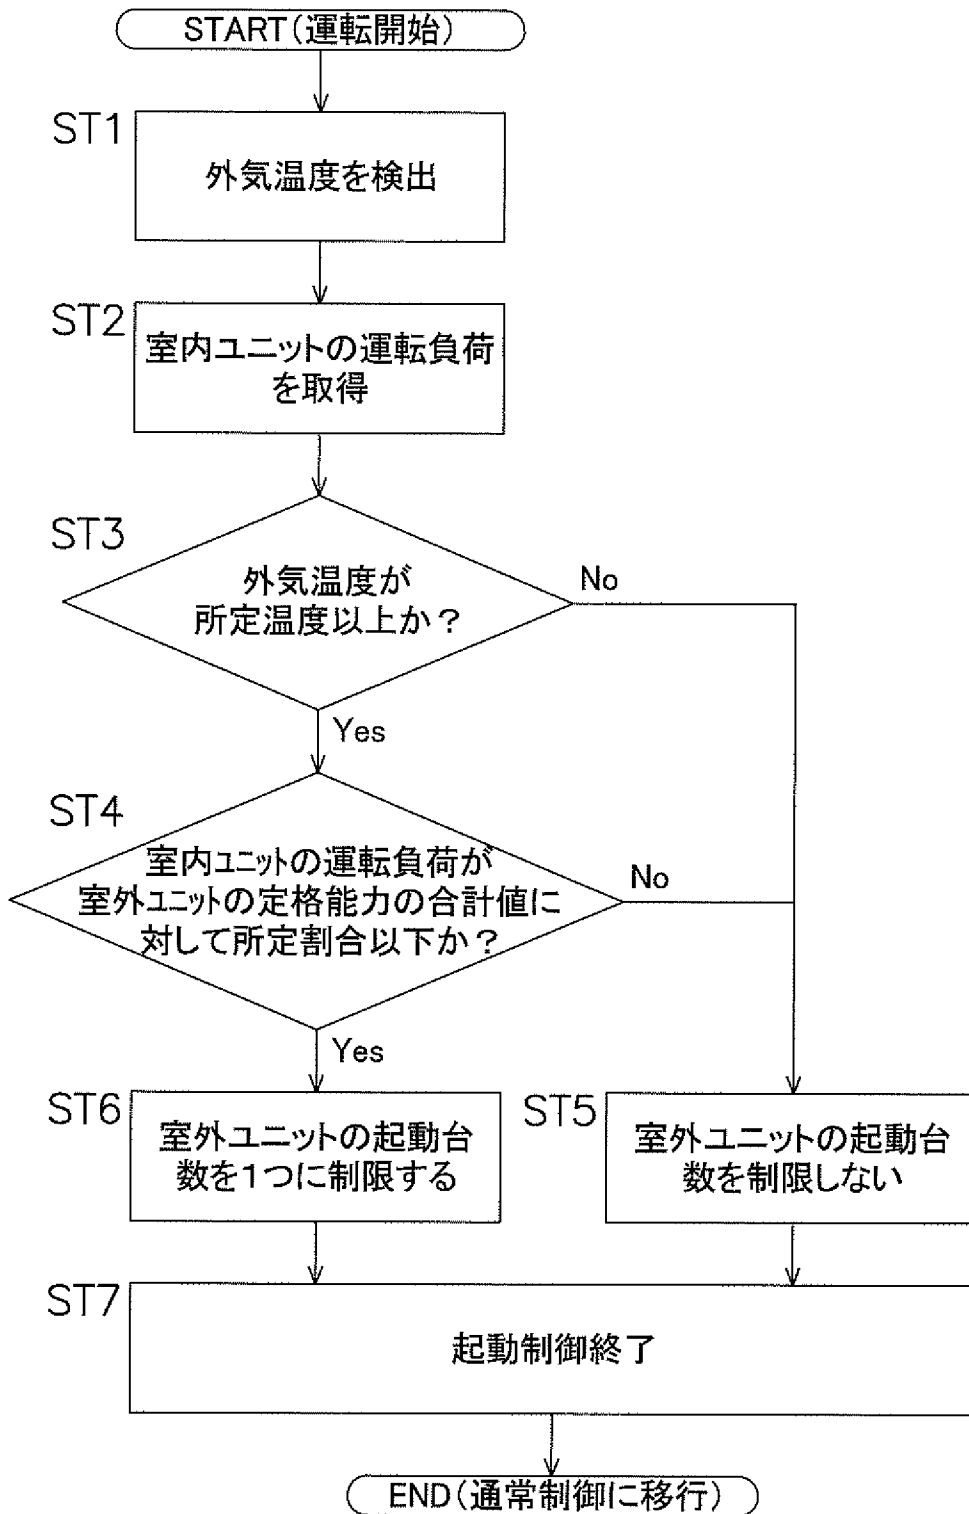 START(運転開始)
ST1
外気温度を検出
ST2
室内ユニットの運転負荷
を取得
ST3
外気温度が
所定温度以上か？
No
Yes
ST4
室内ユニットの運転負荷が
室外ユニットの定格能力の合計値に
対して所定割合以下か？
No
Yes
ST6
室外ユニットの起動台
数を1つに制限する
ST5
室外ユニットの起動台
数を制限しない
ST7
起動制御終了
END(通常制御に移行)